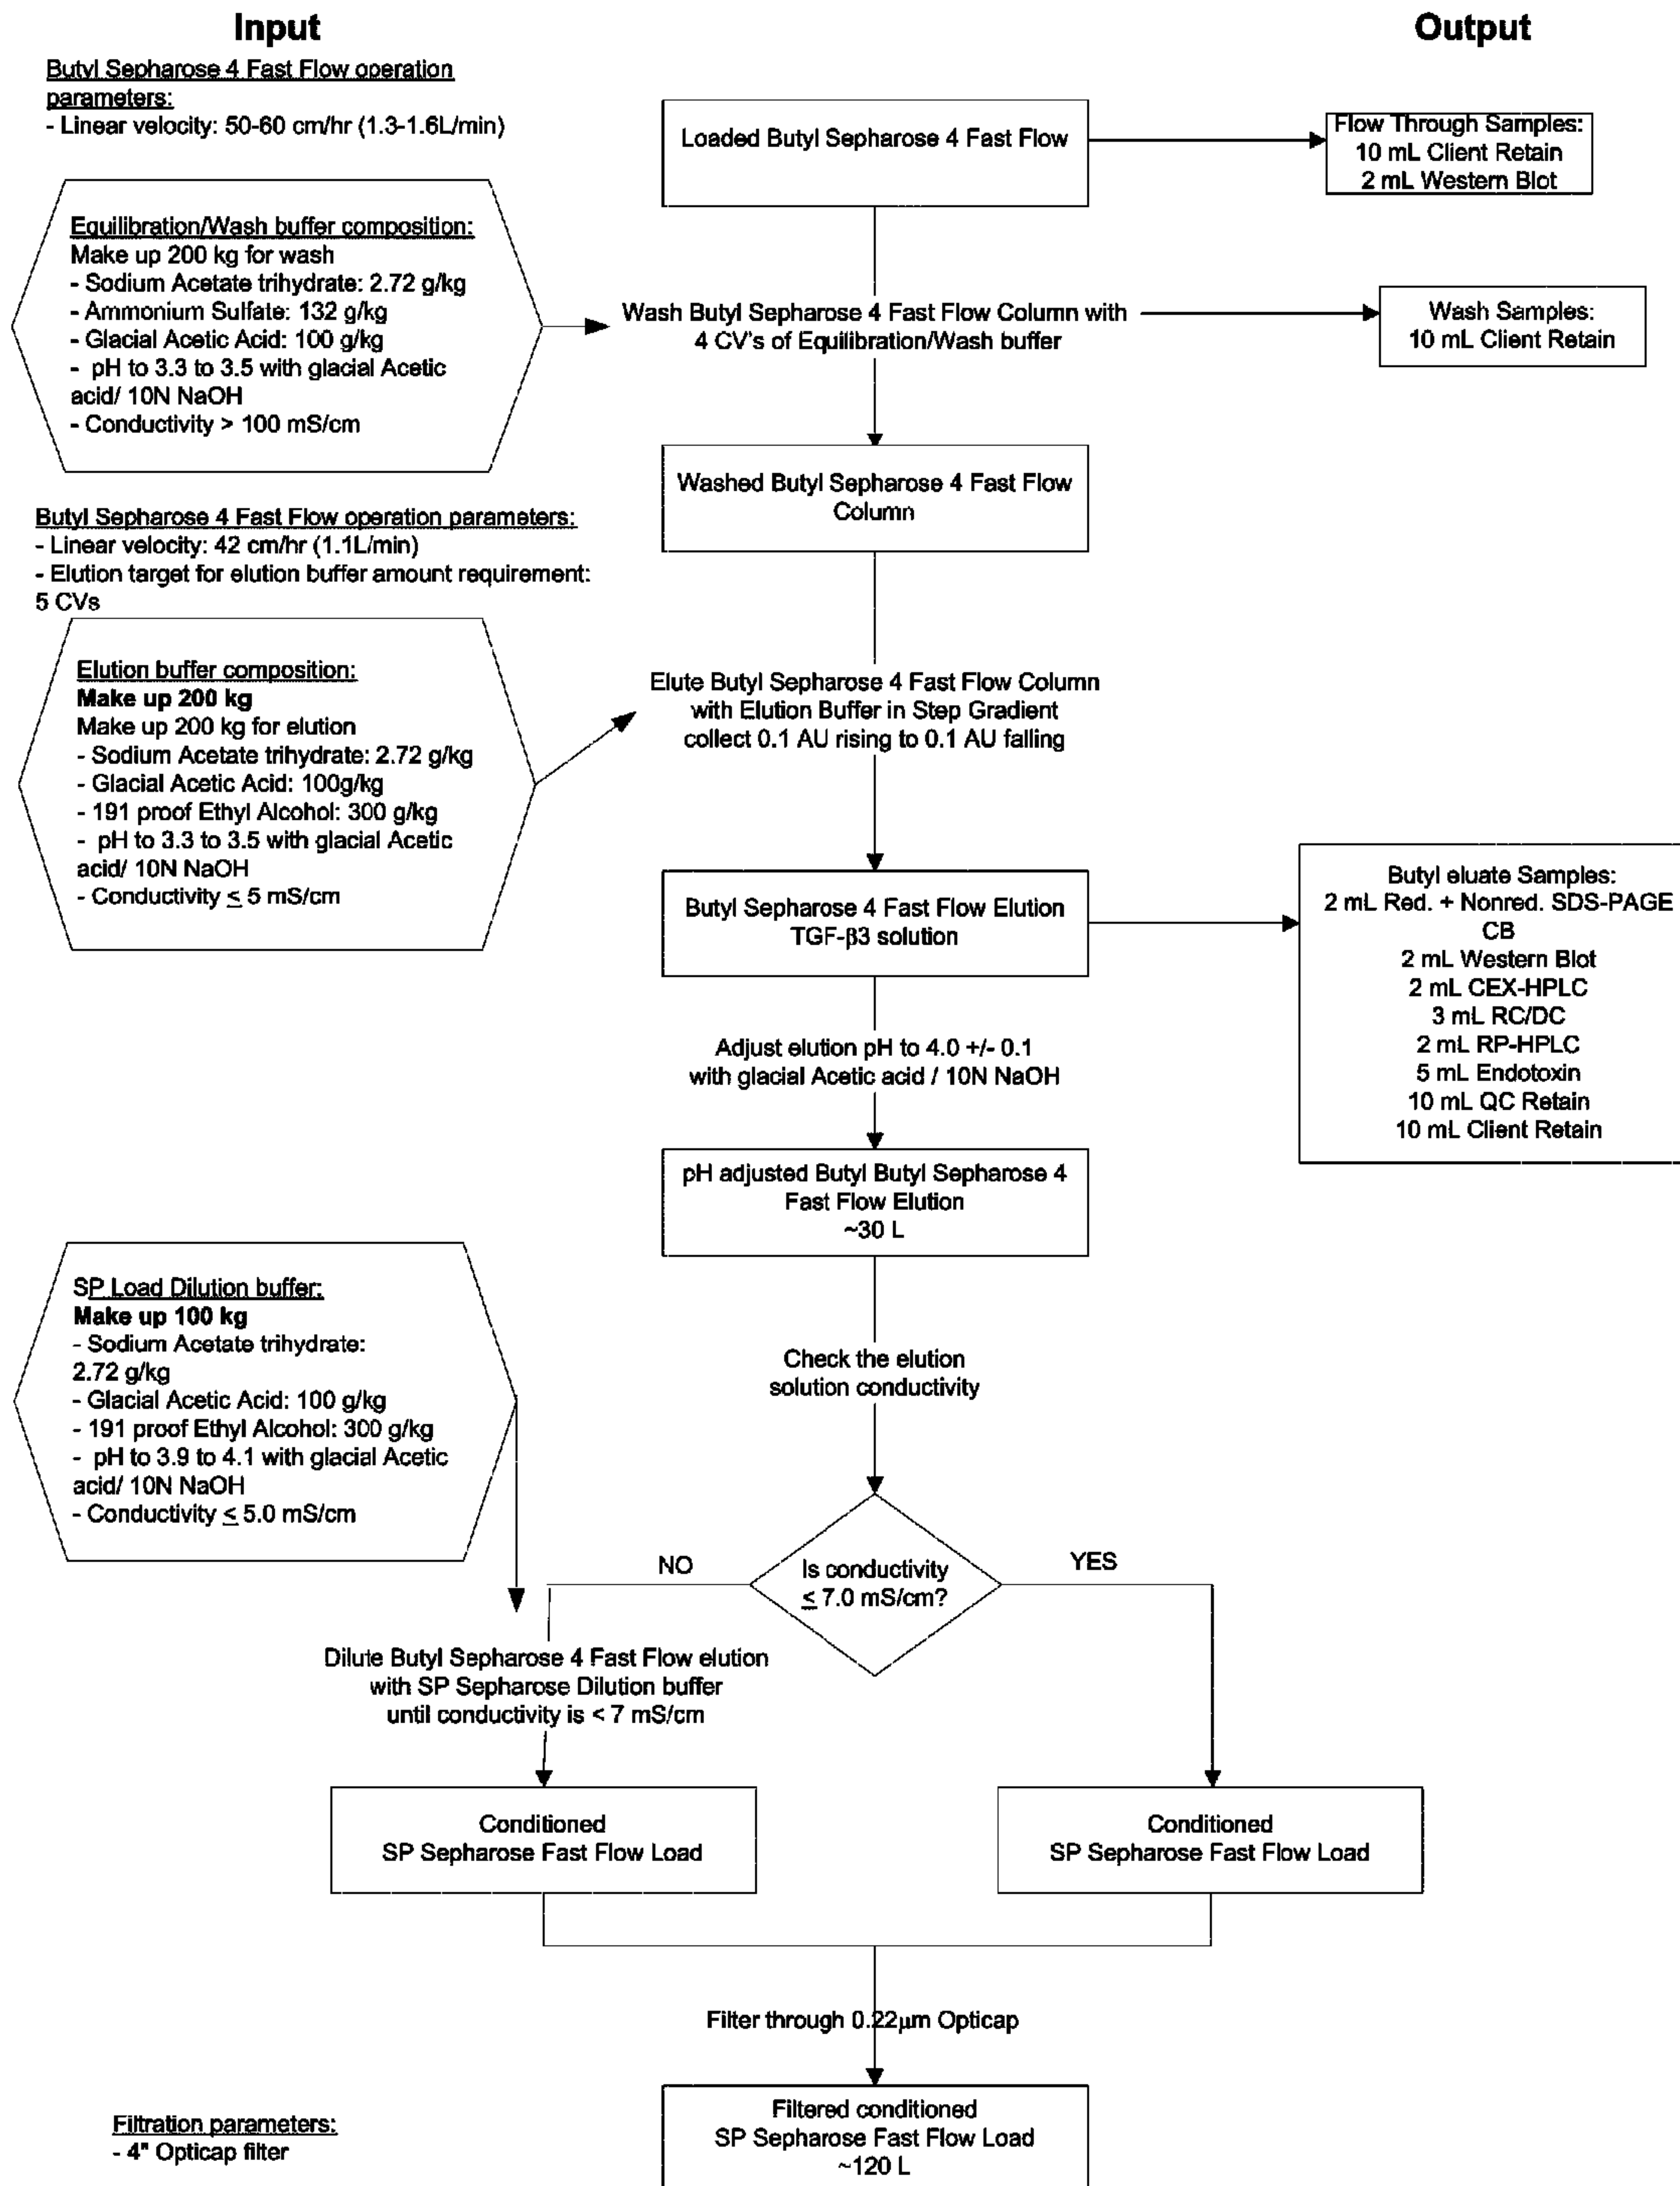 Input
Output
Butyl Sepharose 4 Fast Flow operation
parameters:
- Linear velocity: 50-60 cm/hr (1.3-1.6L/min)
Loaded Butyl Sepharose 4 Fast Flow
Flow Through Samples:
10 mL Client Retain
2 mL Western Blot
Equilibration/Wash buffer composition:
Make up 200 kg for wash
- Sodium Acetate trihydrate: 2.72 g/kg
- Ammonium Sulfate: 132 g/kg
- Glacial Acetic Acid: 100 g/kg
- pH to 3.3 to 3.5 with glacial Acetic
acid/ 10N NaOH
- Conductivity > 100 mS/cm
Wash Butyl Sepharose 4 Fast Flow Column with
4 CV's of Equilibration/Wash buffer
Wash Samples:
10 mL Client Retain
Washed Butyl Sepharose 4 Fast Flow
Column
Butyl Sepharose 4 Fast Flow operation parameters:
- Linear velocity: 42 cm/hr (1.1L/min)
- Elution target for elution buffer amount requirement:
5 CVs
Elution buffer composition:
Make up 200 kg
Make up 200 kg for elution
- Sodium Acetate trihydrate: 2.72 g/kg
- Glacial Acetic Acid: 100g/kg
- 191 proof Ethyl Alcohol: 300 g/kg
- pH to 3.3 to 3.5 with glacial Acetic
acid/ 10N NaOH
- Conductivity ≤ 5 mS/cm
Elute Butyl Sepharose 4 Fast Flow Column
with Elution Buffer in Step Gradient
collect 0.1 AU rising to 0.1 AU falling
Butyl Sepharose 4 Fast Flow Elution
TGF-β3 solution
Butyl eluate Samples:
2 mL Red. + Nonred. SDS-PAGE
CB
2 mL Western Blot
2 mL CEX-HPLC
3 mL RC/DC
2 mL RP-HPLC
5 mL Endotoxin
10 mL QC Retain
10 mL Client Retain
Adjust elution pH to 4.0 +/- 0.1
with glacial Acetic acid / 10N NaOH
pH adjusted Butyl Butyl Sepharose 4
Fast Flow Elution
~30 L
SP Load Dilution buffer:
Make up 100 kg
- Sodium Acetate trihydrate:
2.72 g/kg
- Glacial Acetic Acid: 100 g/kg
- 191 proof Ethyl Alcohol: 300 g/kg
- pH to 3.9 to 4.1 with glacial Acetic
acid/ 10N NaOH
- Conductivity ≤ 5.0 mS/cm
Check the elution
solution conductivity
NO
Is conductivity
≤ 7.0 mS/cm?
YES
Dilute Butyl Sepharose 4 Fast Flow elution
with SP Sepharose Dilution buffer
until conductivity is < 7 mS/cm
Conditioned
SP Sepharose Fast Flow Load
Conditioned
SP Sepharose Fast Flow Load
Filter through 0.22μm Opticap
Filtration parameters:
- 4" Opticap filter
Filtered conditioned
SP Sepharose Fast Flow Load
~120 L